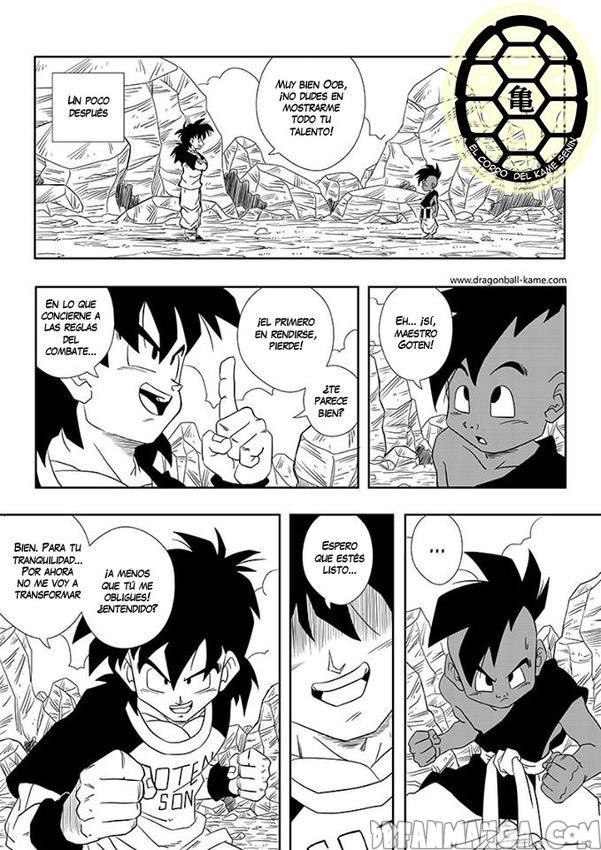 UN POCO
DESPUÉS
MUY BIEN OOB,
¡NO DUDES EN
MOSTRARME
TODO TU
TALENTO!
亀
EL CORRO DEL KAME SENIN
www.dragonball-kame.com
EN LO QUE
CONCIERNE A
LAS REGLAS
DEL
COMBATE...
¡EL PRIMERO
EN RENDIRSE,
PIERDE!
¿TE
PARECE
BIEN?
EH... ¡SÍ,
MAESTRO
GOTEN!
BIEN. PARA TU
TRANQUILIDAD...
POR AHORA
NO ME VOY A
TRANSFORMAR
¡A MENOS
QUE TÚ ME
OBLIGUES!
¿ENTENDIDO?
OTEN
SON
ESPERO
QUE ESTÉS
LISTO...
...
DBFANMANGA.COM